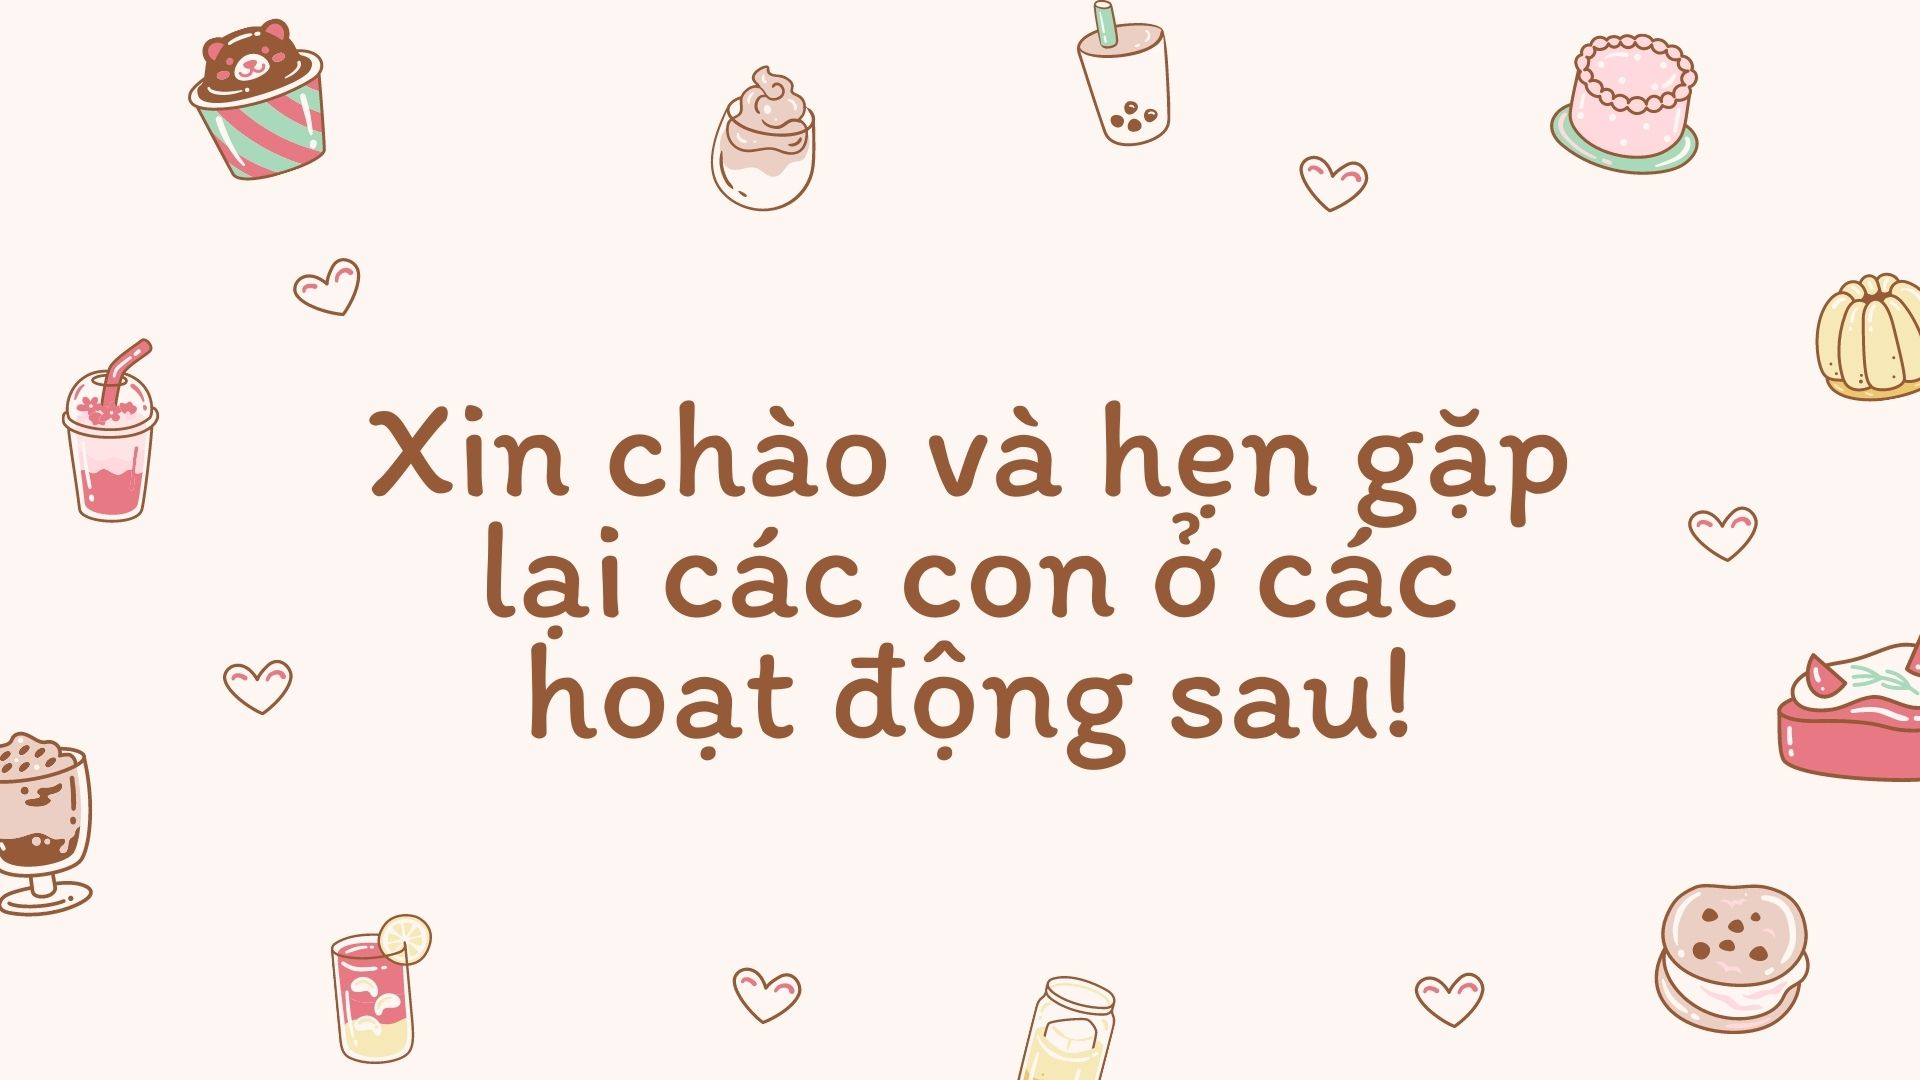 Xin chào và hẹn gặp
lại các con ở các
hoạt động sau!